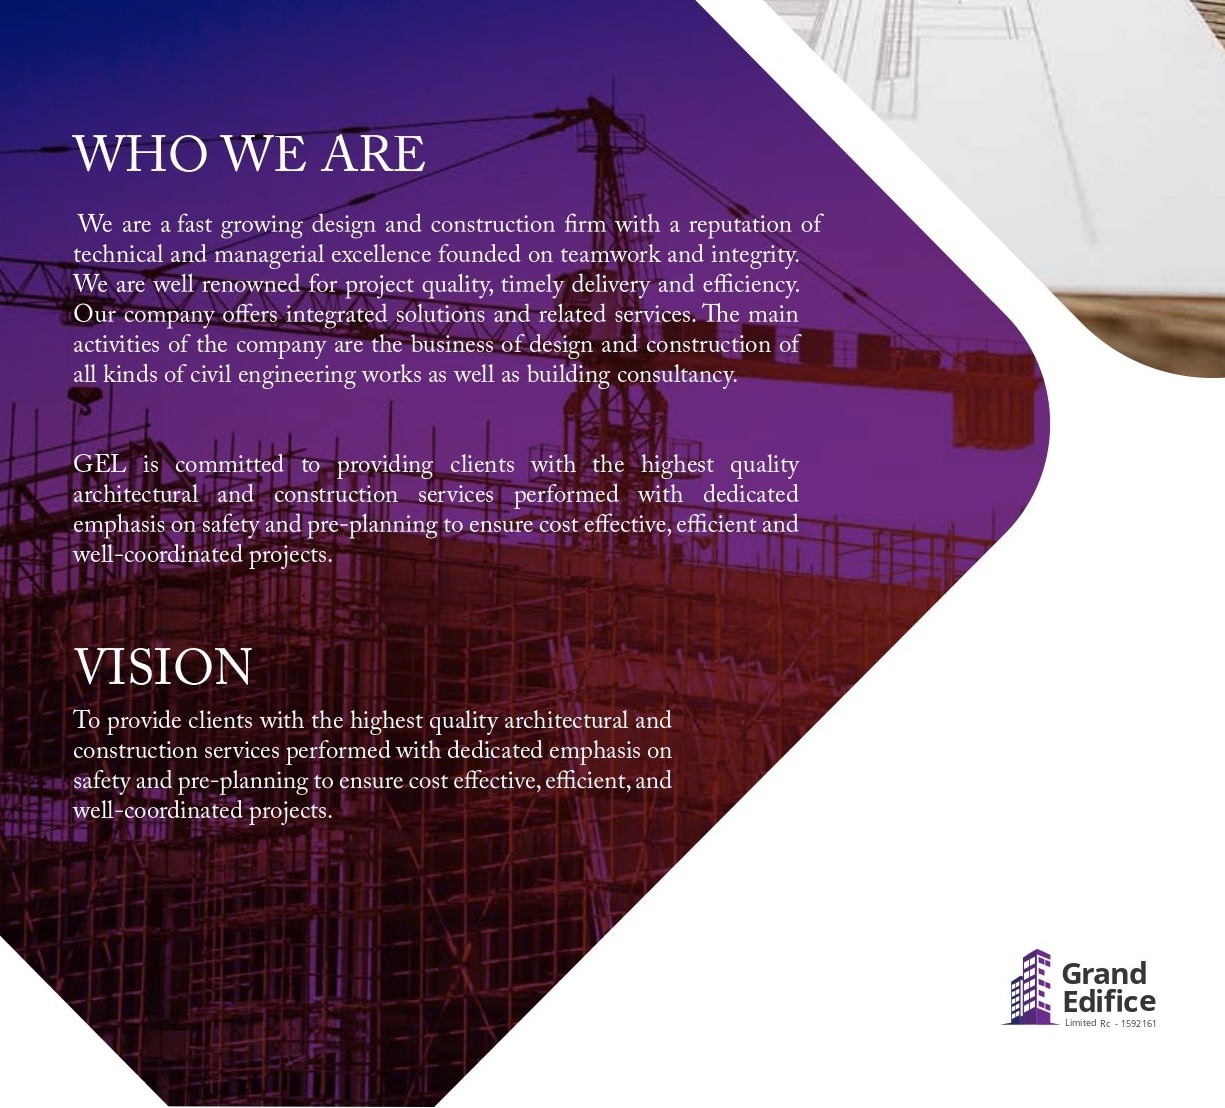 WHO WE ARE
We are a fast growing design and construction firm with a reputation of
technical and managerial excellence founded on teamwork and integrity.
We are well renowned for project quality, timely delivery and efficiency.
Our company offers integrated solutions and related services. The main
activities of the company are the business of design and construction of
all kinds of civil engineering works as well as building consultancy.
GEL is committed to providing clients with the highest quality
architectural and construction services performed with dedicated
emphasis on safety and pre-planning to ensure cost effective, efficient and
well-coordinated projects.
VISION
To provide clients with the highest quality architectural and
construction services performed with dedicated emphasis on
safety and pre-planning to ensure cost effective, efficient, and
well-coordinated projects.
Grand
Edifice
Limited Rc - 1592161